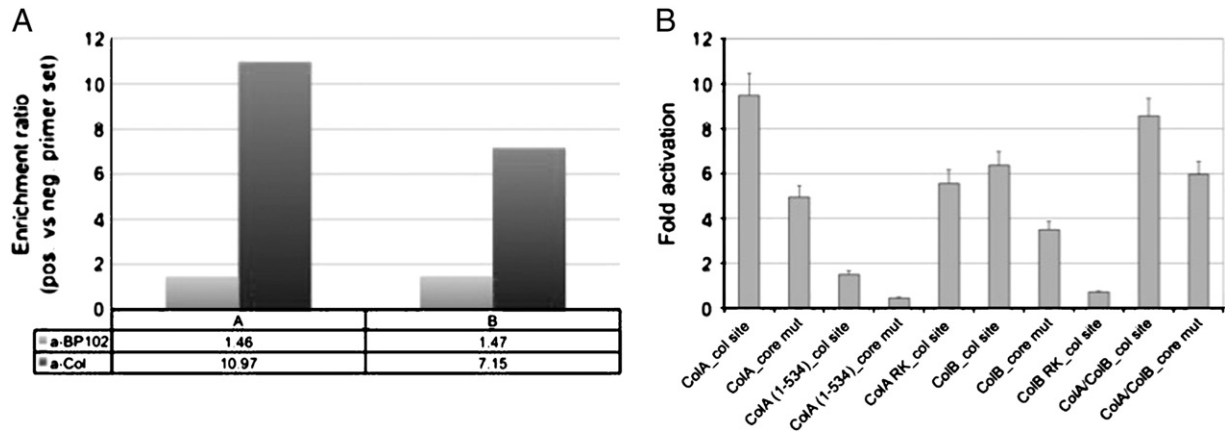 A
Enrichment ratio
(pos. vs neg. primer set)
12
10
8
6
4
2
0
A B
a-BP102 1.46 1.47
a-Col 10.97 7.15
B
Fold activation
12
10
8
6
4
2
0
ColA_col site
ColA_core mut
ColA (1-534)_col site
ColA (1-534)_core mut
ColA RK_col site
ColB_col site
ColB_core mut
ColB RK_col site
ColA/ColB_col site
ColA/ColB_core mut